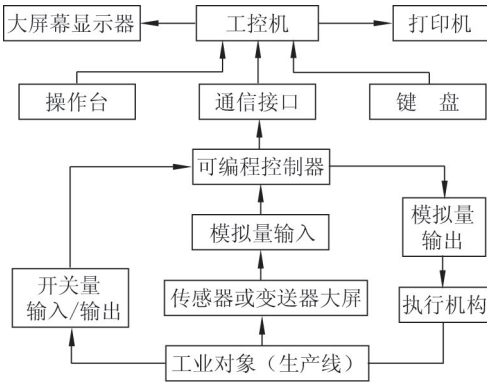 大屏幕显示器
工控机
打印机
操作台
通信接口
键 盘
可编程控制器
模拟量输入
模拟量
输出
开关量
输入/输出
传感器或变送器大屏
执行机构
工业对象（生产线）